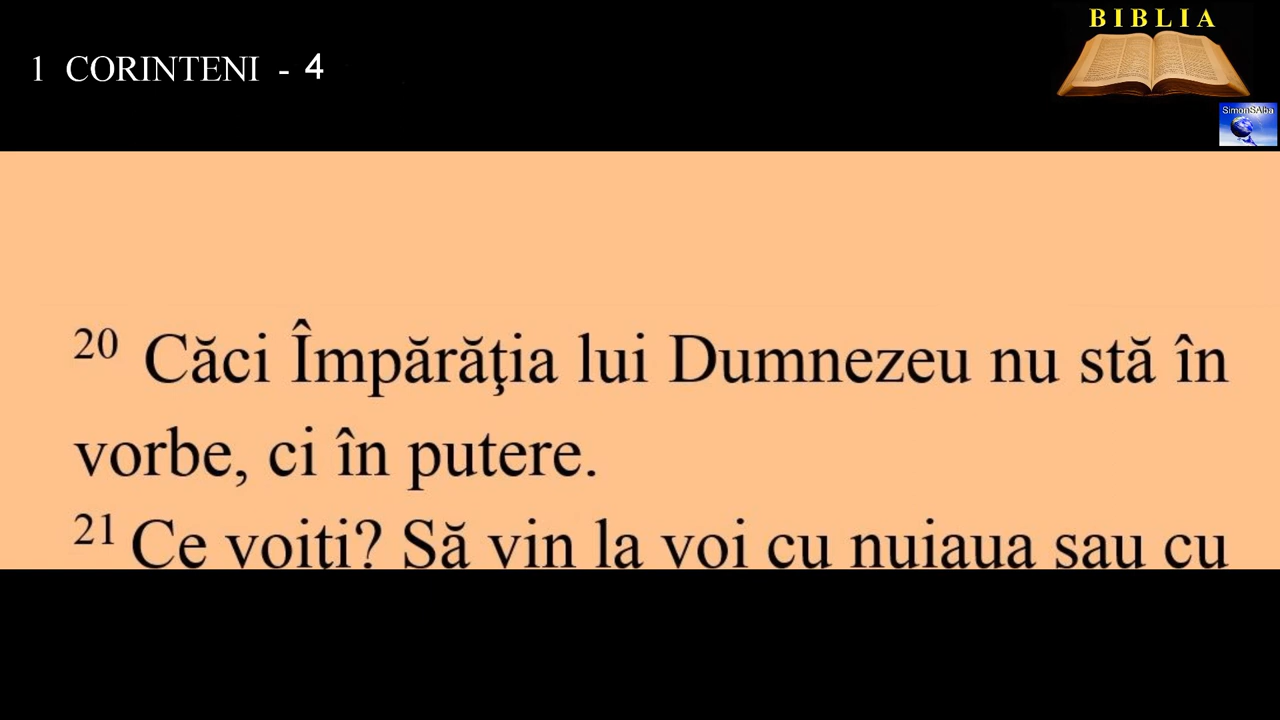 BIBLIA
1 CORINTENI - 4
SimonSAlba
20 Căci Împărăţia lui Dumnezeu nu stă în
vorbe, ci în putere.
21 Ce voiţi? Să vin la voi cu nuiaua sau cu